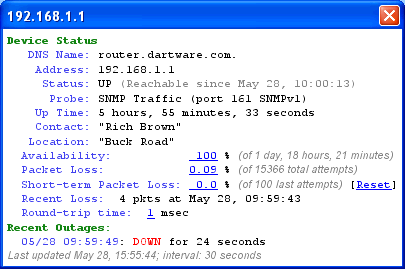 192.168.1.1
Device Status
DNS Name: router.dartware.com.
Address: 192.168.1.1
Status: UP (Reachable since May 28, 10:00:13)
Probe: SNMP Traffic (port 161 SNMPv1)
Up Time: 5 hours, 55 minutes, 33 seconds
Contact: "Rich Brown"
Location: "Buck Road"
Availability: 100 % (of 1 day, 18 hours, 21 minutes)
Packet Loss: 0.09 % (of 15366 total attempts)
Short-term Packet Loss: 0.0 % (of 100 last attempts) [Reset]
Recent Loss: 4 pkts at May 28, 09:59:43
Round-trip time: 1 msec
Recent Outages:
05/28 09:59:49: DOWN for 24 seconds
Last updated May 28, 15:55:44; interval: 30 seconds